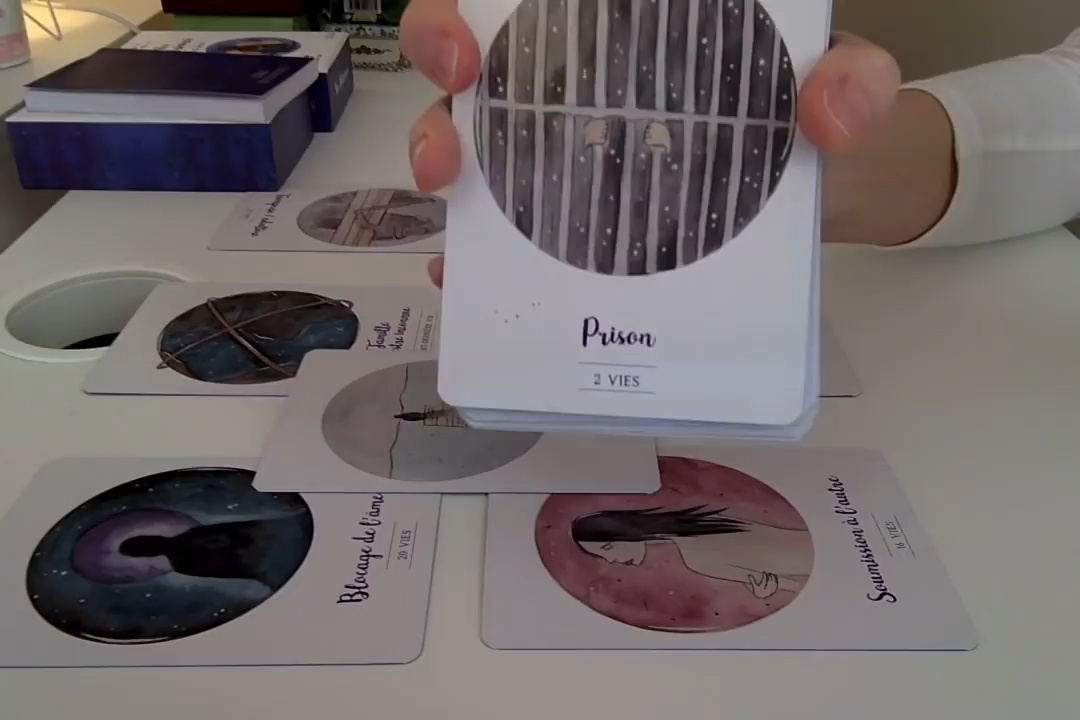 Prison
2 VIES
Famille
Blocage de l'âme
20 VIES
Soumission à l'autre
16 VIES